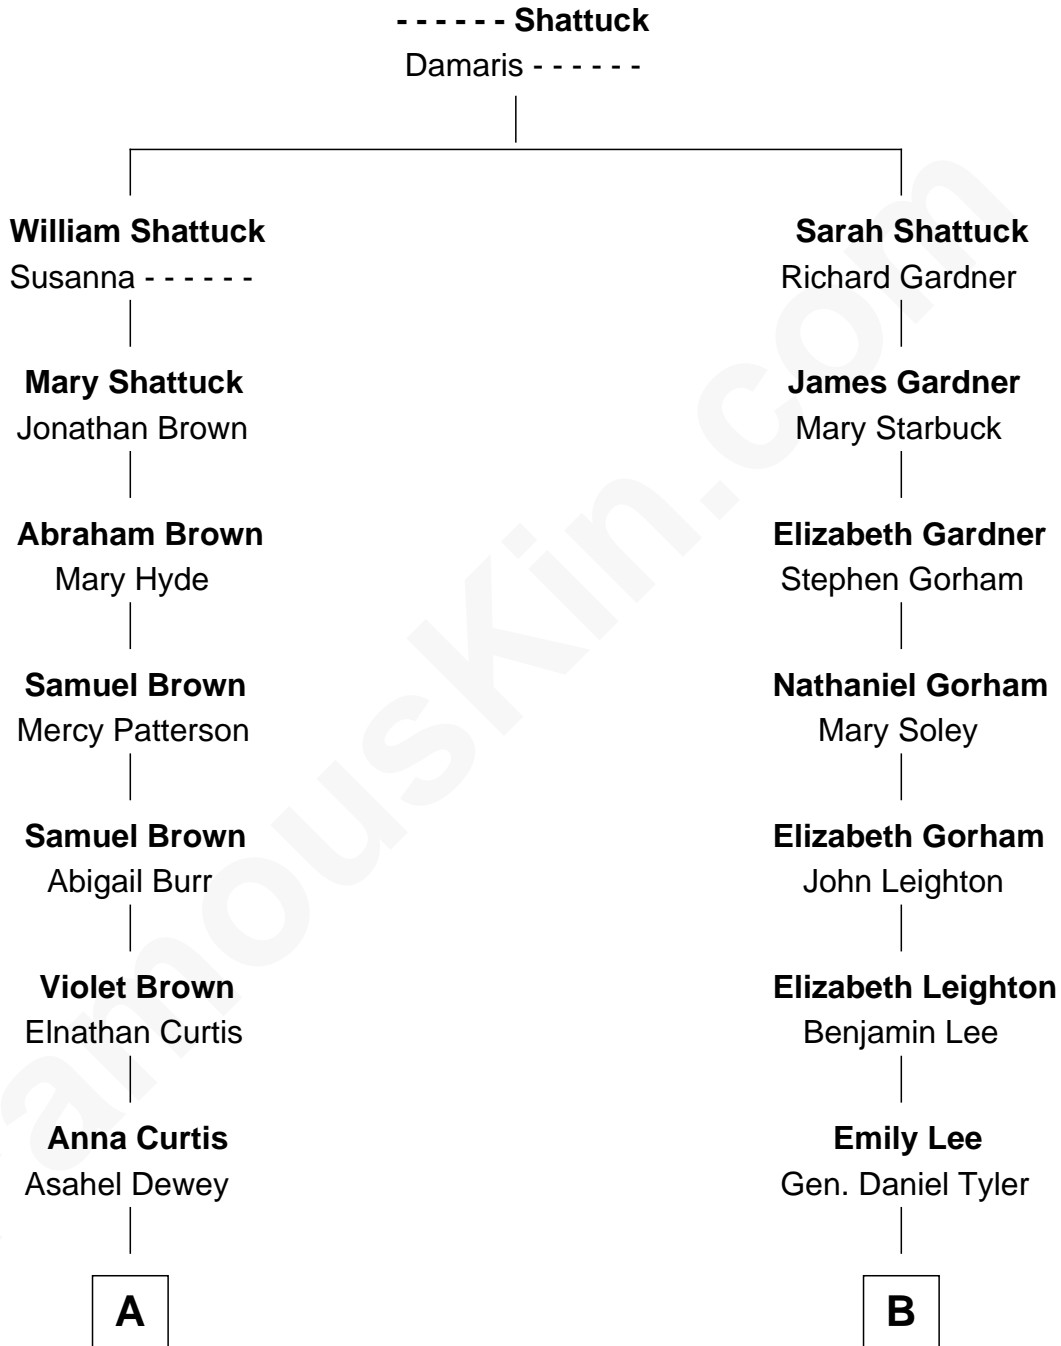 - - - - - - Shattuck
Damaris - - - - - -
William Shattuck
Susanna - - - - - -
Sarah Shattuck
Richard Gardner
Mary Shattuck
Jonathan Brown
James Gardner
Mary Starbuck
Abraham Brown
Mary Hyde
Elizabeth Gardner
Stephen Gorham
Samuel Brown
Mercy Patterson
Nathaniel Gorham
Mary Soley
Samuel Brown
Abigail Burr
Elizabeth Gorham
John Leighton
Violet Brown
Elnathan Curtis
Elizabeth Leighton
Benjamin Lee
Anna Curtis
Asahel Dewey
Emily Lee
Gen. Daniel Tyler
A
B
amouskin.com